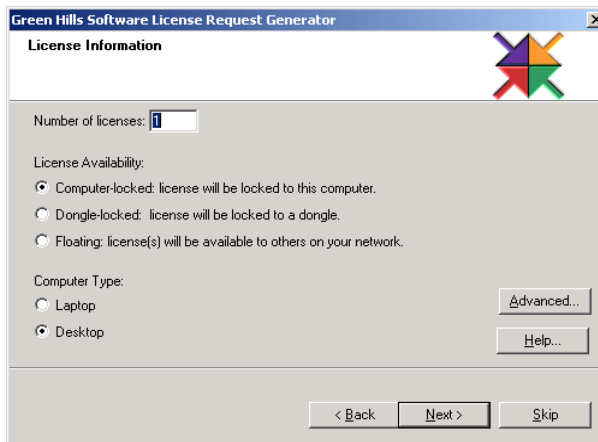 Green Hills Software License Request Generator
License Information
Number of licenses: 1
License Availability:
Computer-locked: license will be locked to this computer.
Dongle-locked:  license will be locked to a dongle.
Floating: license(s) will be available to others on your network.
Computer Type:
Laptop
Desktop
Advanced...
Help...
< Back
Next >
Skip